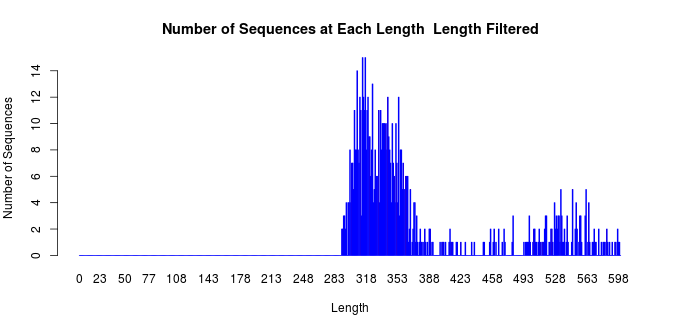 Number of Sequences at Each Length  Length Filtered
Number of Sequences
14
12
10
8
6
4
2
0
0 23 50 77 108 143 178 213 248 283 318 353 388 423 458 493 528 563 598
Length